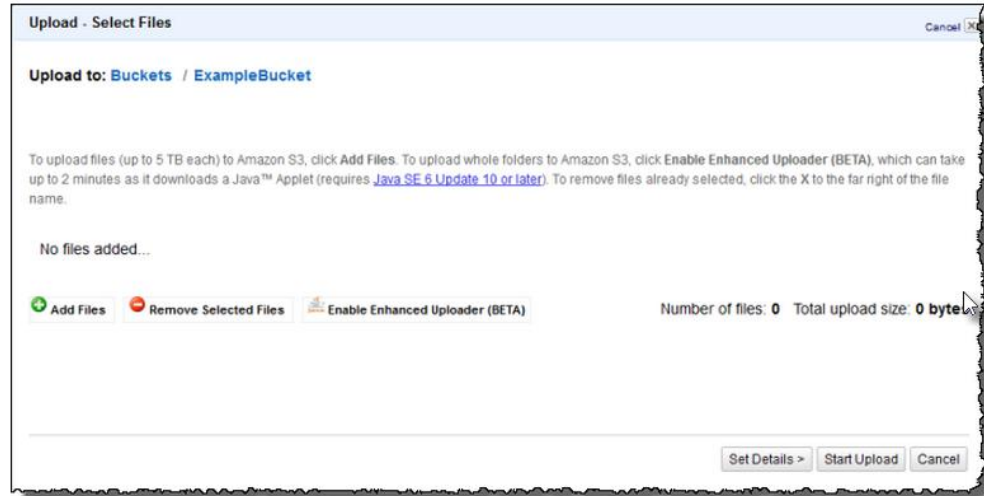 Upload - Select Files
Cancel
Upload to: Buckets / ExampleBucket
To upload files (up to 5 TB each) to Amazon S3, click Add Files. To upload whole folders to Amazon S3, click Enable Enhanced Uploader (BETA), which can take
up to 2 minutes as it downloads a Java™ Applet (requires Java SE 6 Update 10 or later). To remove files already selected, click the X to the far right of the file
name.
No files added...
Add Files Remove Selected Files Enable Enhanced Uploader (BETA) Number of files: 0 Total upload size: 0 bytes
Set Details > Start Upload Cancel